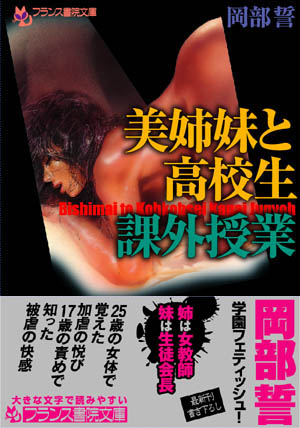 フランス書院文庫
岡部誓
美姉妹と
高校生
課外授業
Bishimai to Kohkohsei Kagai Jugyoh
岡部誓
学園フェティッシュ!
姉は女教師
妹は生徒会長
最新刊
書下ろし
25歳の女体で
覚えた
加虐の悦び
17歳の責めで
知った
被虐の快感
大きな文字で読みやすい
フランス書院文庫